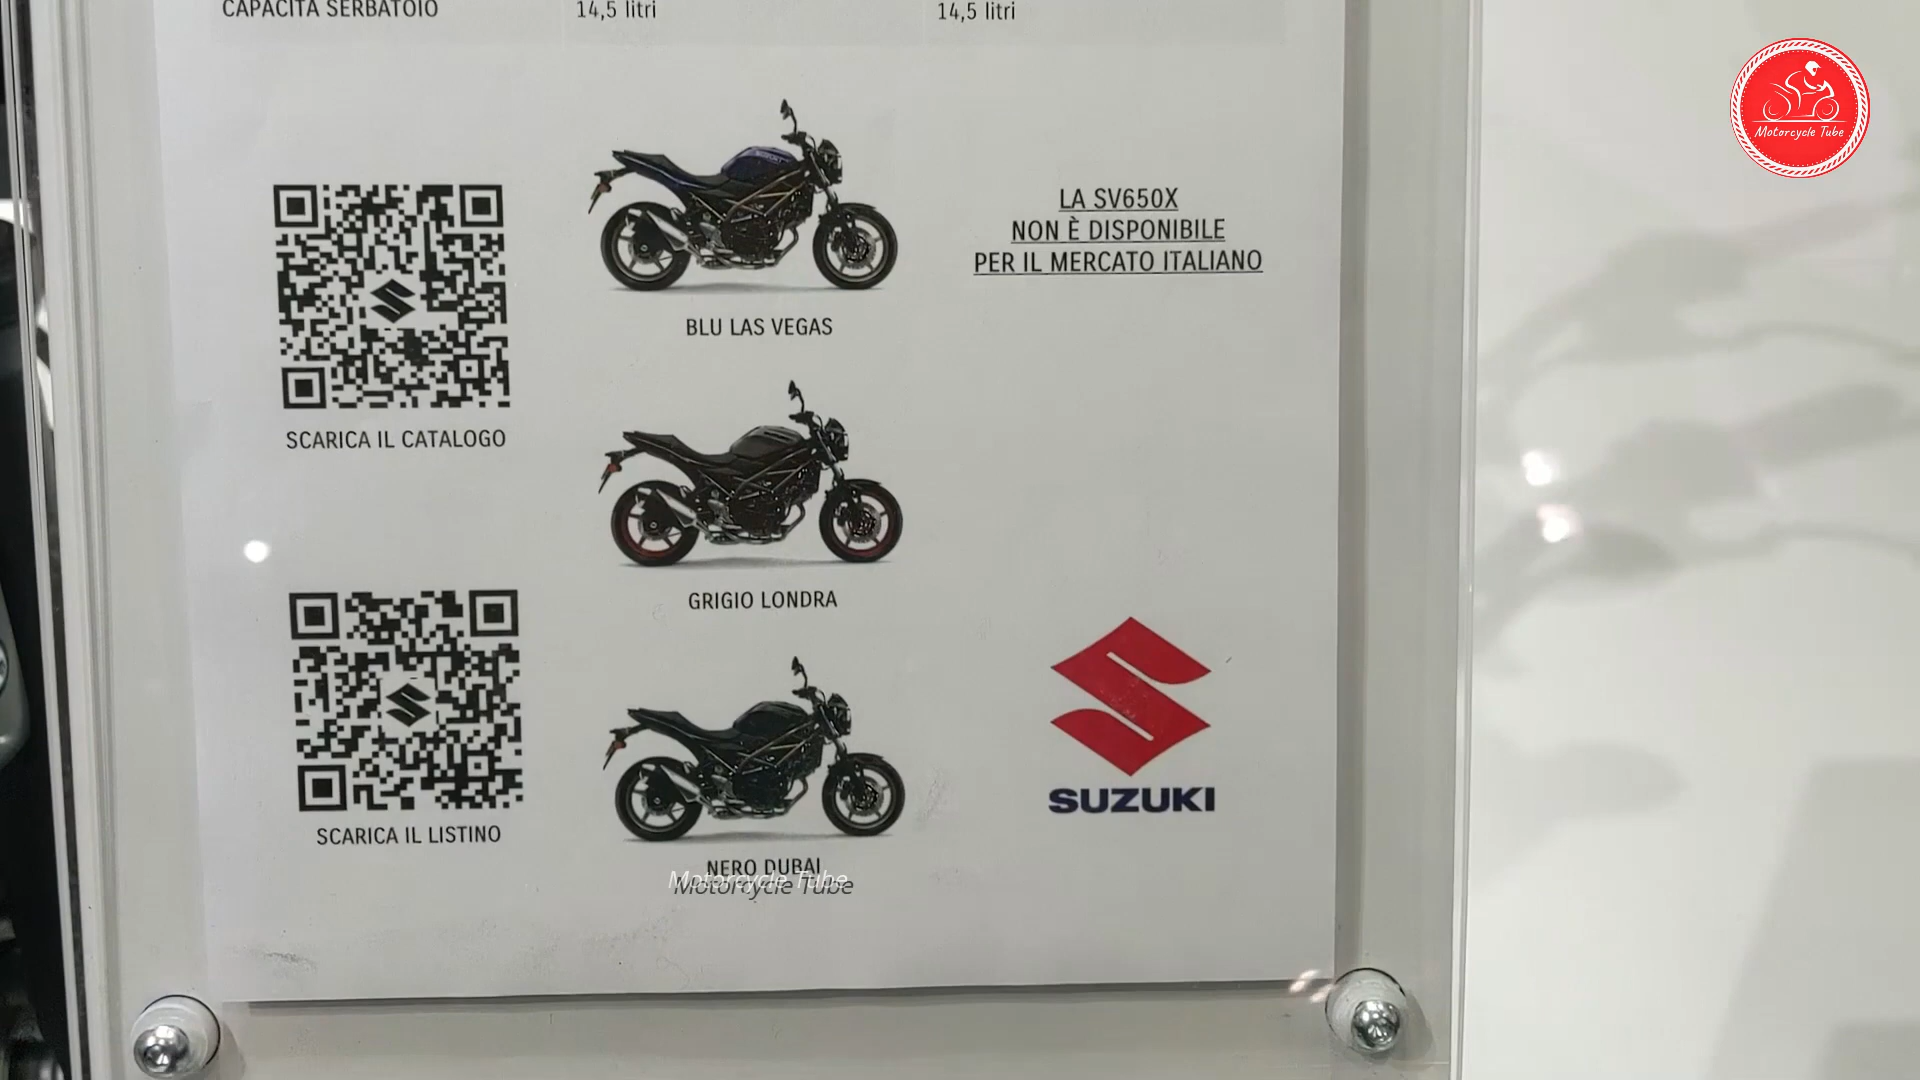 CAPACITÀ SERBATOIO 14,5 litri 14,5 litri
Motorcycle Tube
LA SV650X
NON È DISPONIBILE
PER IL MERCATO ITALIANO
BLU LAS VEGAS
SCARICA IL CATALOGO
GRIGIO LONDRA
SUZUKI
SCARICA IL LISTINO
NERO DUBAI
Motorcycle Tube